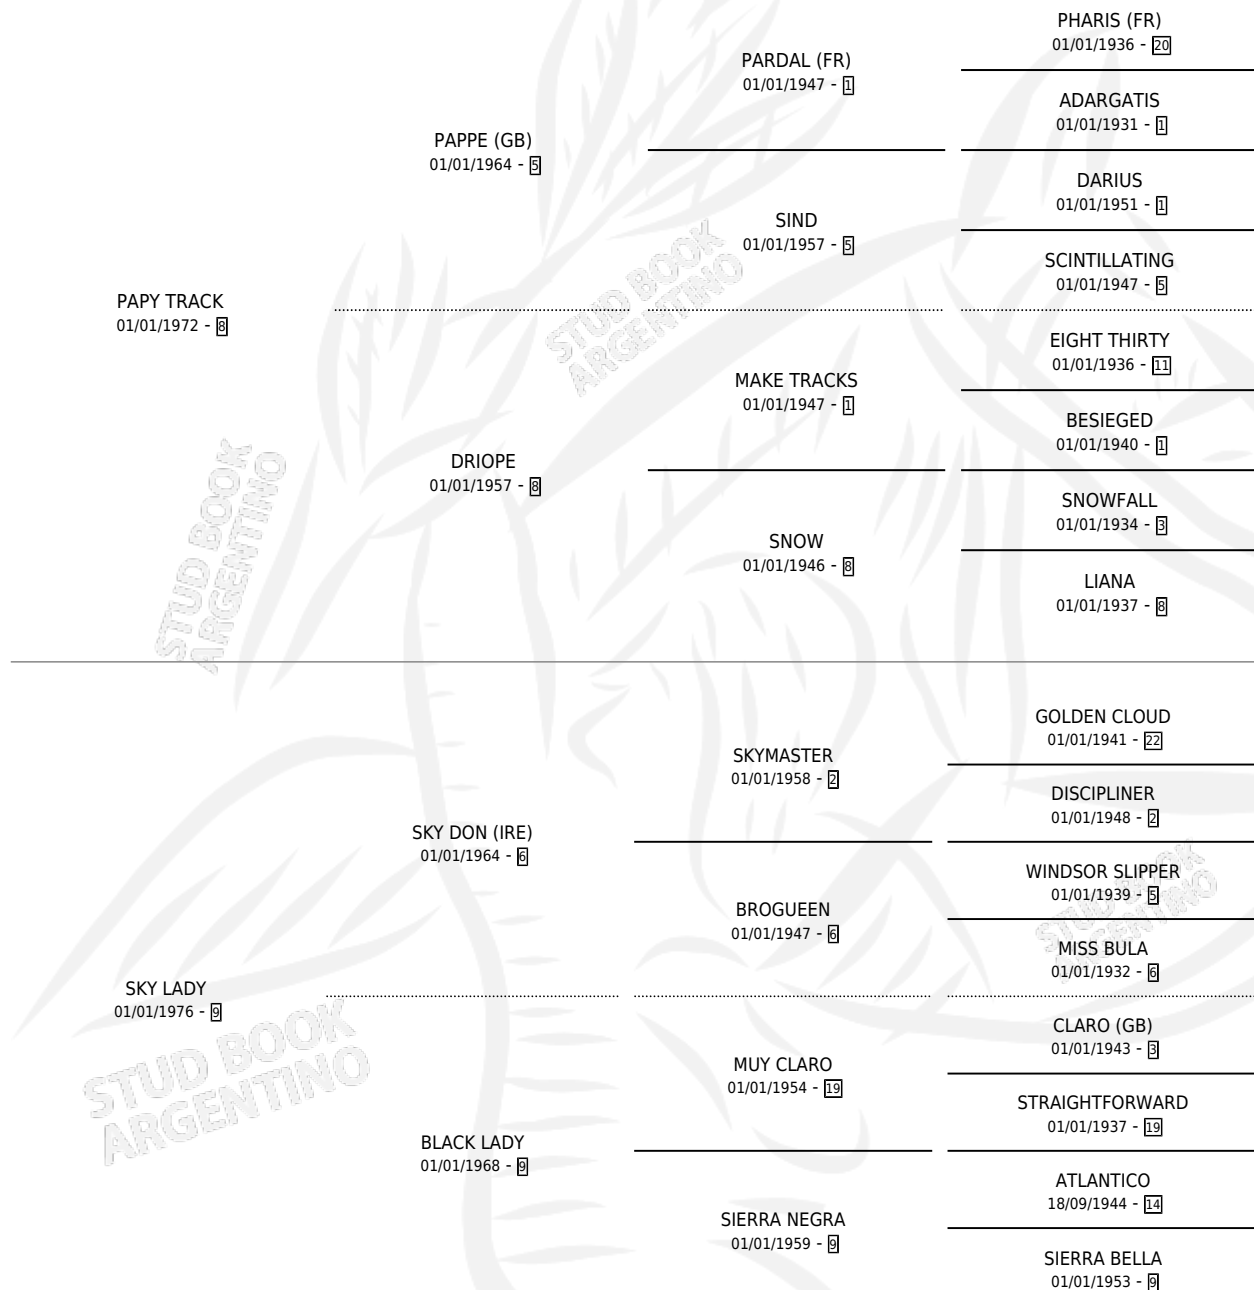 PHARIS (FR)
01/01/1936 - 20
PARDAL (FR)
01/01/1947 - 1
ADARGATIS
01/01/1931 - 1
PAPPE (GB)
01/01/1964 - 5
DARIUS
01/01/1951 - 1
SIND
01/01/1957 - 5
SCINTILLATING
01/01/1947 - 5
PAPY TRACK
01/01/1972 - 8
EIGHT THIRTY
01/01/1936 - 11
MAKE TRACKS
01/01/1947 - 1
BESIEGED
01/01/1940 - 1
DRIOPE
01/01/1957 - 8
SNOWFALL
01/01/1934 - 3
SNOW
01/01/1946 - 8
LIANA
01/01/1937 - 8
GOLDEN CLOUD
01/01/1941 - 22
SKYMASTER
01/01/1958 - 2
DISCIPLINER
01/01/1948 - 2
SKY DON (IRE)
01/01/1964 - 6
WINDSOR SLIPPER
01/01/1939 - 5
BROGUEEN
01/01/1947 - 6
MISS BULA
01/01/1932 - 6
SKY LADY
01/01/1976 - 9
CLARO (GB)
01/01/1943 - 3
MUY CLARO
01/01/1954 - 19
STRAIGHTFORWARD
01/01/1937 - 19
BLACK LADY
01/01/1968 - 9
ATLANTICO
18/09/1944 - 14
SIERRA NEGRA
01/01/1959 - 9
SIERRA BELLA
01/01/1953 - 9
STUD BOOK
ARGENTINO
STUD BOOK
ARGENTINO
STUD BOOK
ARGENTINO
STUD BOOK
ARGENTINO